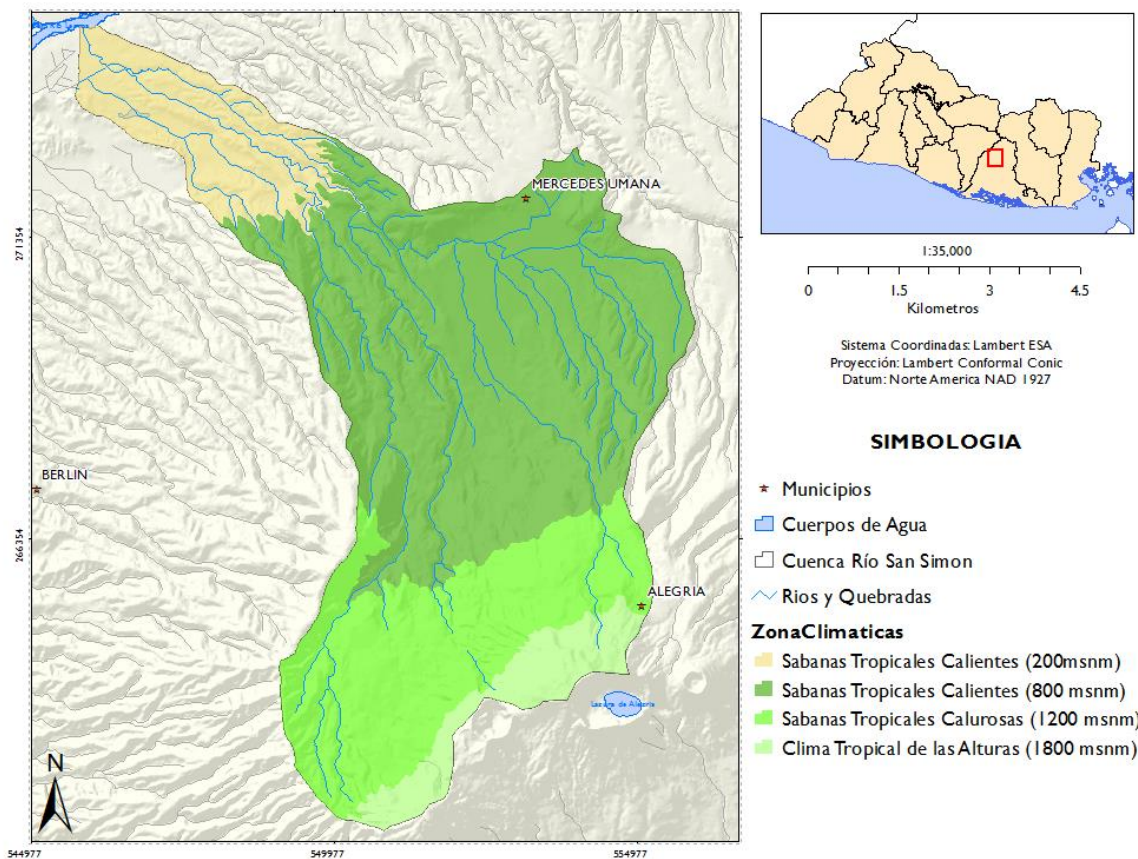 MERCEDES UMAÑA
BERLIN
ALEGRIA
Laguna de Alegria
N
271354
266354
544977
549977
554977
1:35,000
0 1.5 3 4.5
Kilometros
Sistema Coordinadas: Lambert ESA
Proyección: Lambert Conformal Conic
Datum: Norte America NAD 1927
SIMBOLOGIA
Municipios
Cuerpos de Agua
Cuenca Río San Simon
Rios y Quebradas
ZonaClimaticas
Sabanas Tropicales Calientes (200msnm)
Sabanas Tropicales Calientes (800 msnm)
Sabanas Tropicales Calurosas (1200 msnm)
Clima Tropical de las Alturas (1800 msnm)